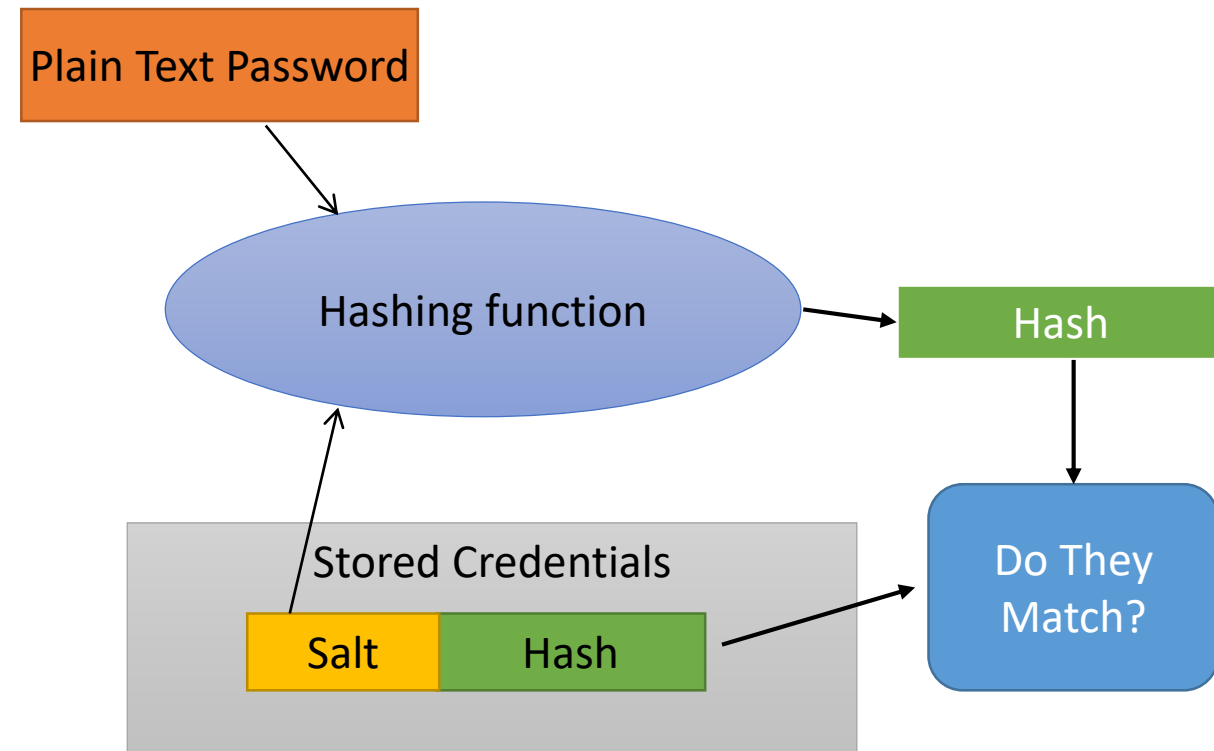 Plain Text Password
Hashing function
Hash
Stored Credentials
Salt
Hash
Do They
Match?